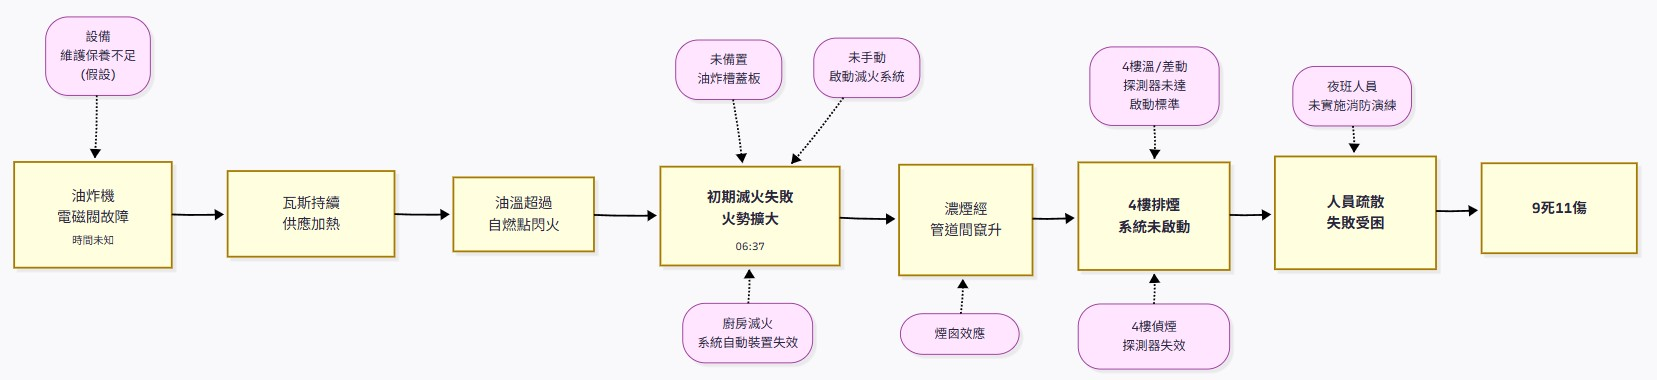 設備
維護保養不足
(假設)
未備置
油炸槽蓋板
未手動
啟動滅火系統
4樓溫/差動
探測器未達
啟動標準
夜班人員
未實施消防演練
油炸機
電磁閥故障
時間未知
瓦斯持續
供應加熱
油溫超過
自燃點閃火
初期滅火失敗
火勢擴大
06:37
濃煙經
管道間竄升
4樓排煙
系統未啟動
人員疏散
失敗受困
9死11傷
廚房滅火
系統自動裝置失效
煙囪效應
4樓偵煙
探測器失效